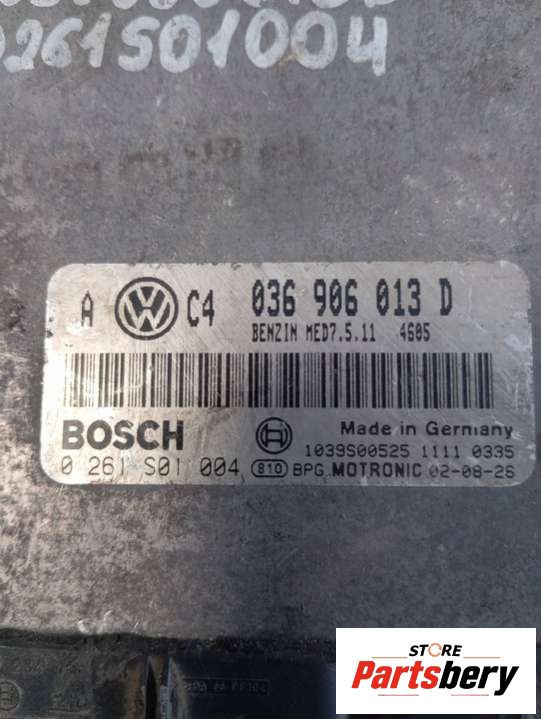 0261S01004
A VW C4 036 906 013 D
BENZIN MED7.5.11 4605
BOSCH
Made in Germany
1039S00525 1111 0335
0 261 S01 004 810 BPG MOTRONIC 02-08-26
STORE
Partsbery